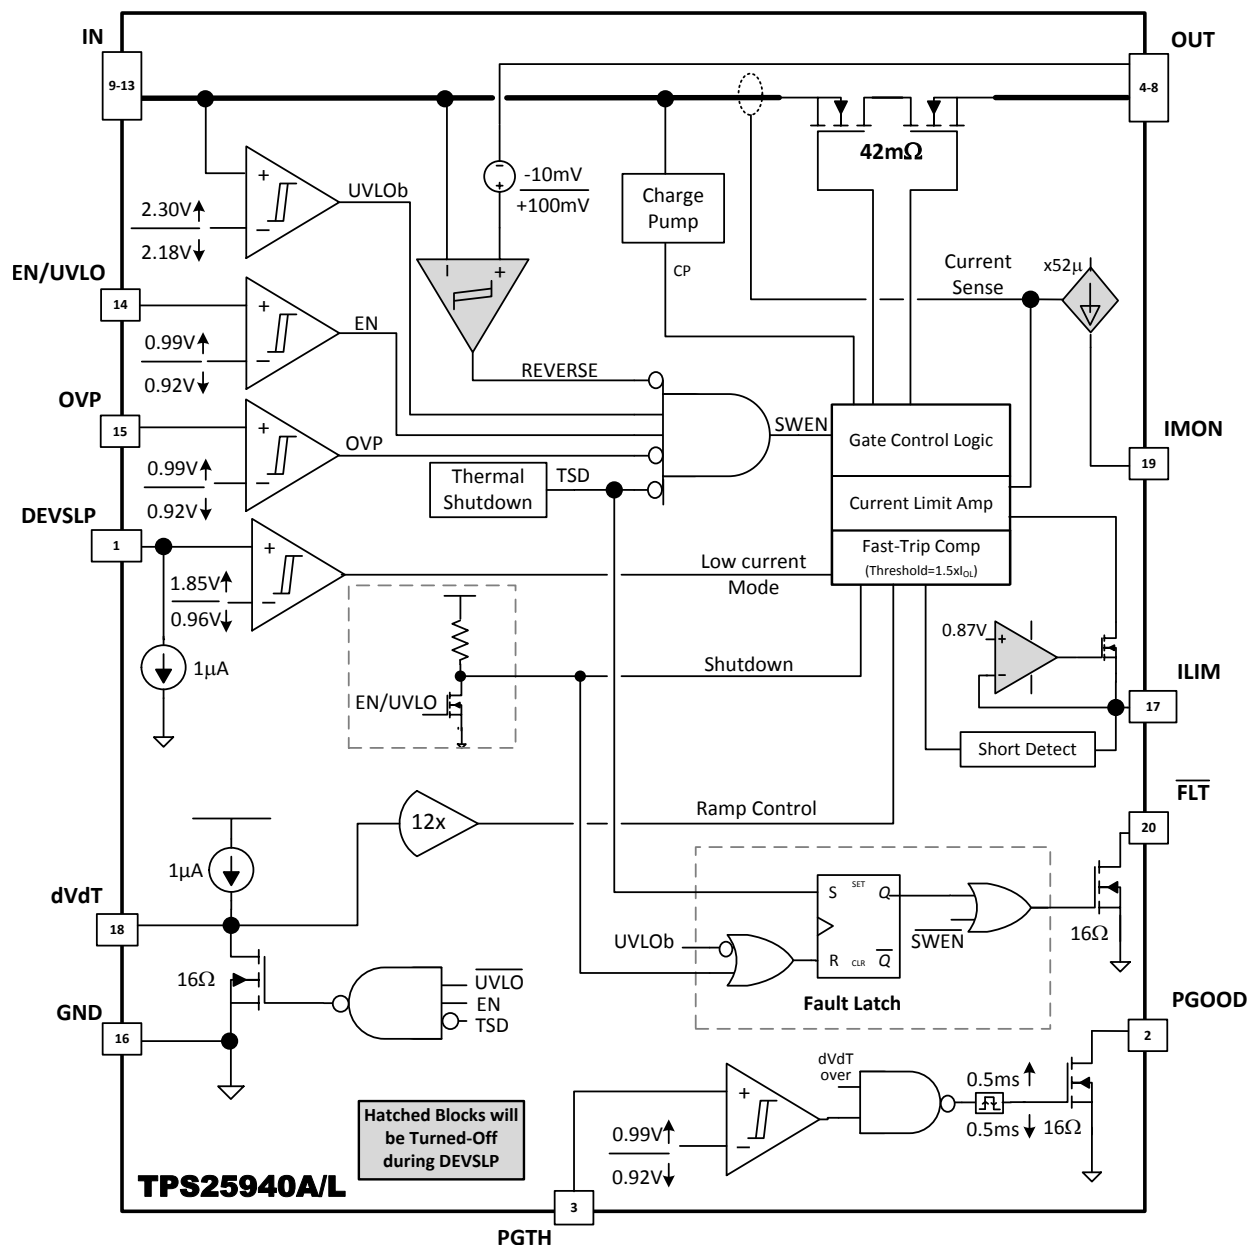 IN
OUT
9-13
4-8
42mΩ
-10mV
+100mV
Charge
Pump
CP
UVLOb
+
−
2.30V
2.18V
Current
Sense
x52µ
EN/UVLO
14
EN
+
−
0.99V
0.92V
− +
− +
REVERSE
OVP
15
OVP
+
−
0.99V
0.92V
SWEN
Gate Control Logic
Current Limit Amp
Fast-Trip Comp
(Threshold=1.5xIOL)
IMON
19
Thermal
Shutdown
TSD
DEVSLP
1
+
−
1.85V
0.96V
Low current
Mode
1µA
EN/UVLO
Shutdown
0.87V
+
−
ILIM
17
Short Detect
12x
Ramp Control
FLT
20
1µA
dVdT
18
16Ω
UVLO
EN
TSD
GND
16
S SET Q
R CLR Q
UVLOb
SWEN
Fault Latch
16Ω
PGOOD
2
dVdT
over
0.5ms
0.5ms
16Ω
+
−
0.99V
0.92V
Hatched Blocks will
be Turned-Off
during DEVSLP
TPS25940A/L
3
PGTH